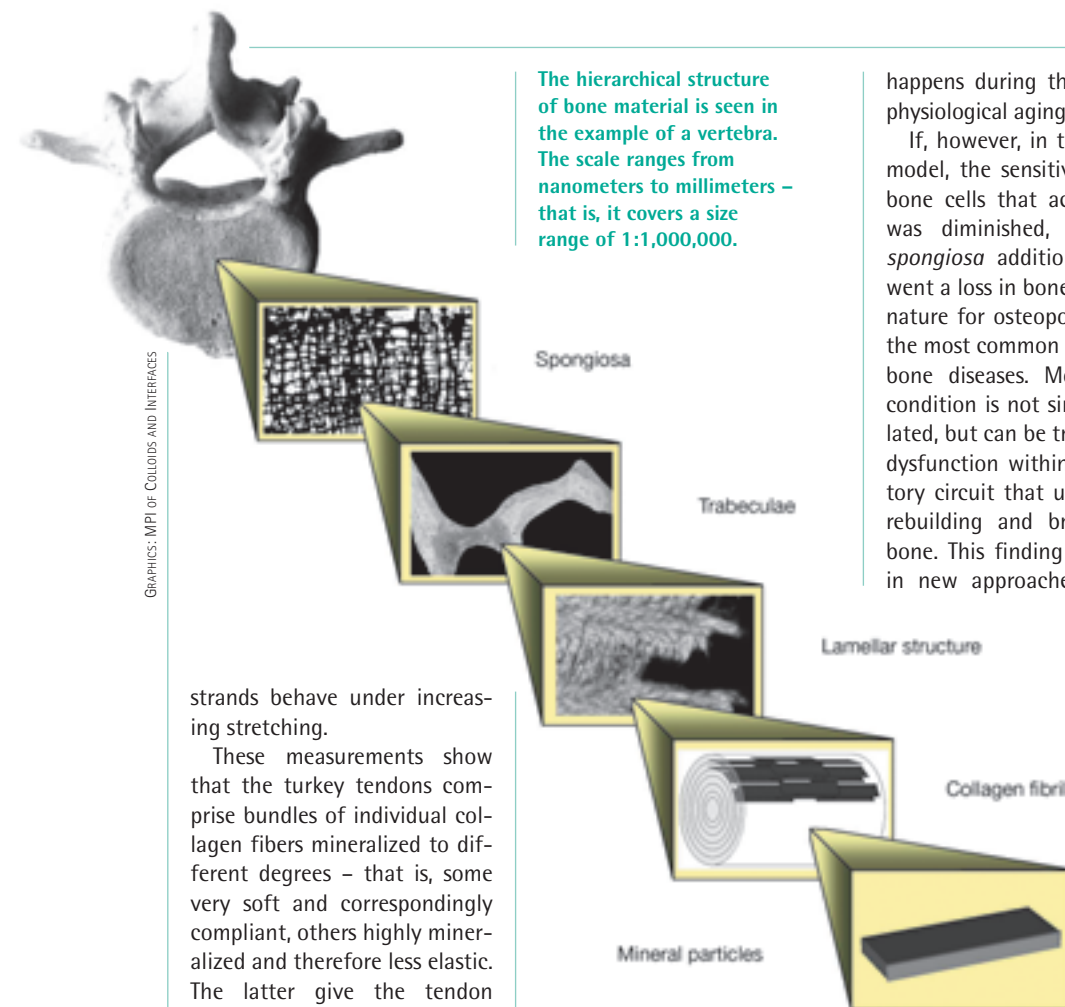 The hierarchical structure
of bone material is seen in
the example of a vertebra.
The scale ranges from
nanometers to millimeters –
that is, it covers a size
range of 1:1,000,000.
GRAPHICS: MPI OF COLLOIDS AND INTERFACES
Spongiosa
Trabeculae
Lamellar structure
Collagen fibril
Mineral particles
strands behave under increas-
ing stretching.
These measurements show
that the turkey tendons com-
prise bundles of individual col-
lagen fibers mineralized to dif-
ferent degrees – that is, some
very soft and correspondingly
compliant, others highly miner-
alized and therefore less elastic.
The latter give the tendon
happens during th
physiological aging
If, however, in t
model, the sensitiv
bone cells that ac
was diminished,
spongiosa additio
went a loss in bone
nature for osteopo
the most common
bone diseases. Mo
condition is not si
lated, but can be tr
dysfunction within
tory circuit that u
rebuilding and br
bone. This finding
in new approache